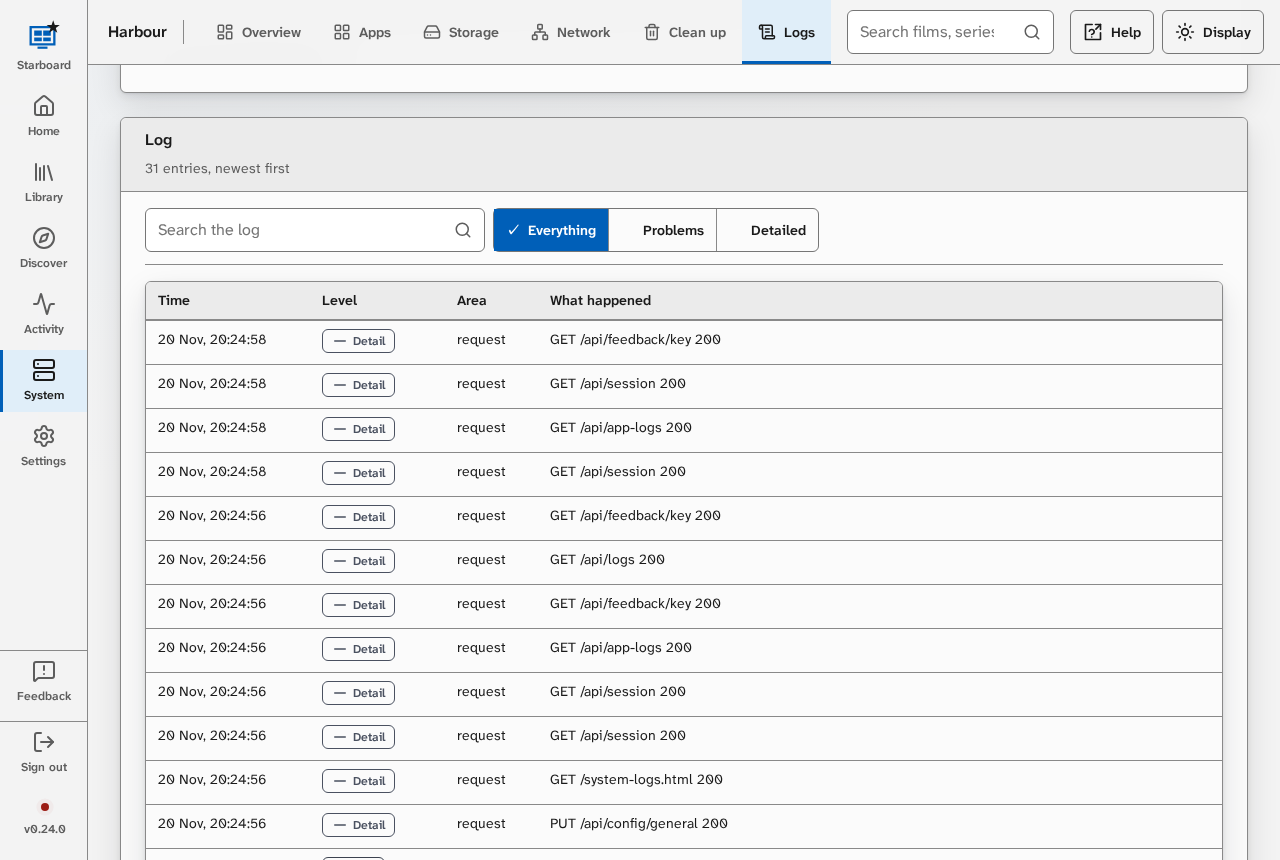 Starboard
Home
Library
Discover
Activity
System
Settings
Feedback
Sign out
v0.24.0
Harbour
Overview
Apps
Storage
Network
Clean up
Logs
Search films, series
Help
Display
Log
31 entries, newest first
Search the log
✓ Everything
Problems
Detailed
Time Level Area What happened
20 Nov, 20:24:58 — Detail request GET /api/feedback/key 200
20 Nov, 20:24:58 — Detail request GET /api/session 200
20 Nov, 20:24:58 — Detail request GET /api/app-logs 200
20 Nov, 20:24:58 — Detail request GET /api/session 200
20 Nov, 20:24:56 — Detail request GET /api/feedback/key 200
20 Nov, 20:24:56 — Detail request GET /api/logs 200
20 Nov, 20:24:56 — Detail request GET /api/feedback/key 200
20 Nov, 20:24:56 — Detail request GET /api/app-logs 200
20 Nov, 20:24:56 — Detail request GET /api/session 200
20 Nov, 20:24:56 — Detail request GET /api/session 200
20 Nov, 20:24:56 — Detail request GET /system-logs.html 200
20 Nov, 20:24:56 — Detail request PUT /api/config/general 200